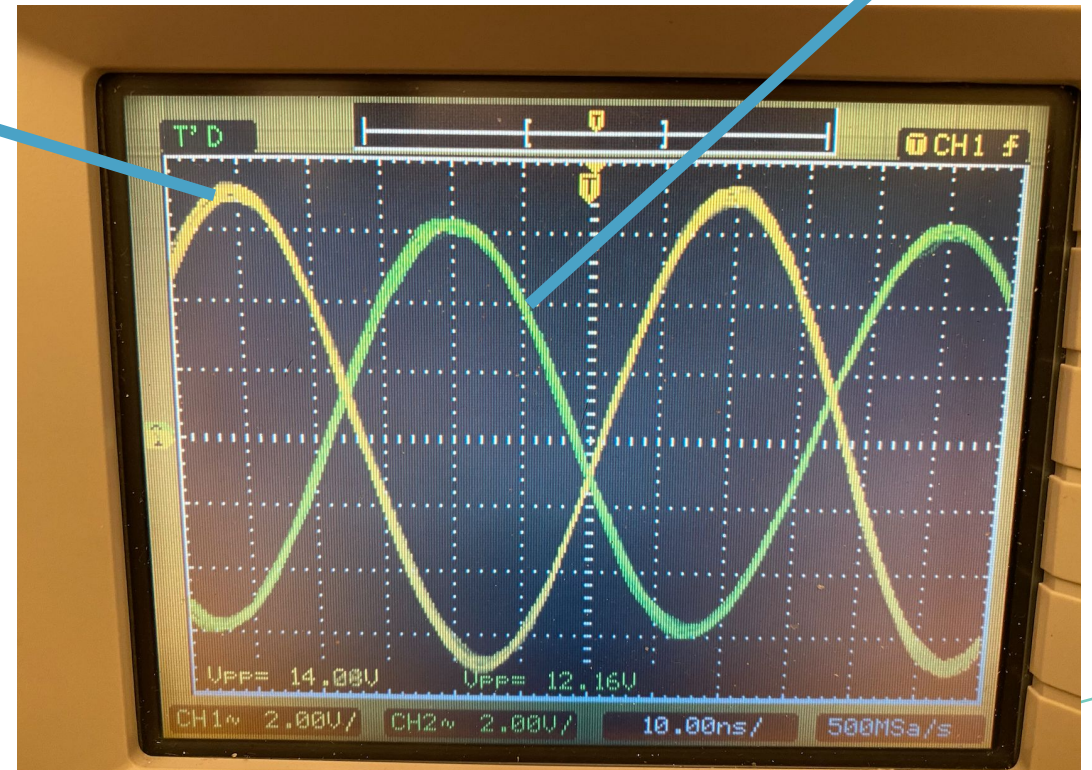 T'D T CH1
T
Vpp= 14.08V Vpp= 12.16V
CH1~ 2.00V/ CH2~ 2.00V/ 10.00ns/ 500MSa/s